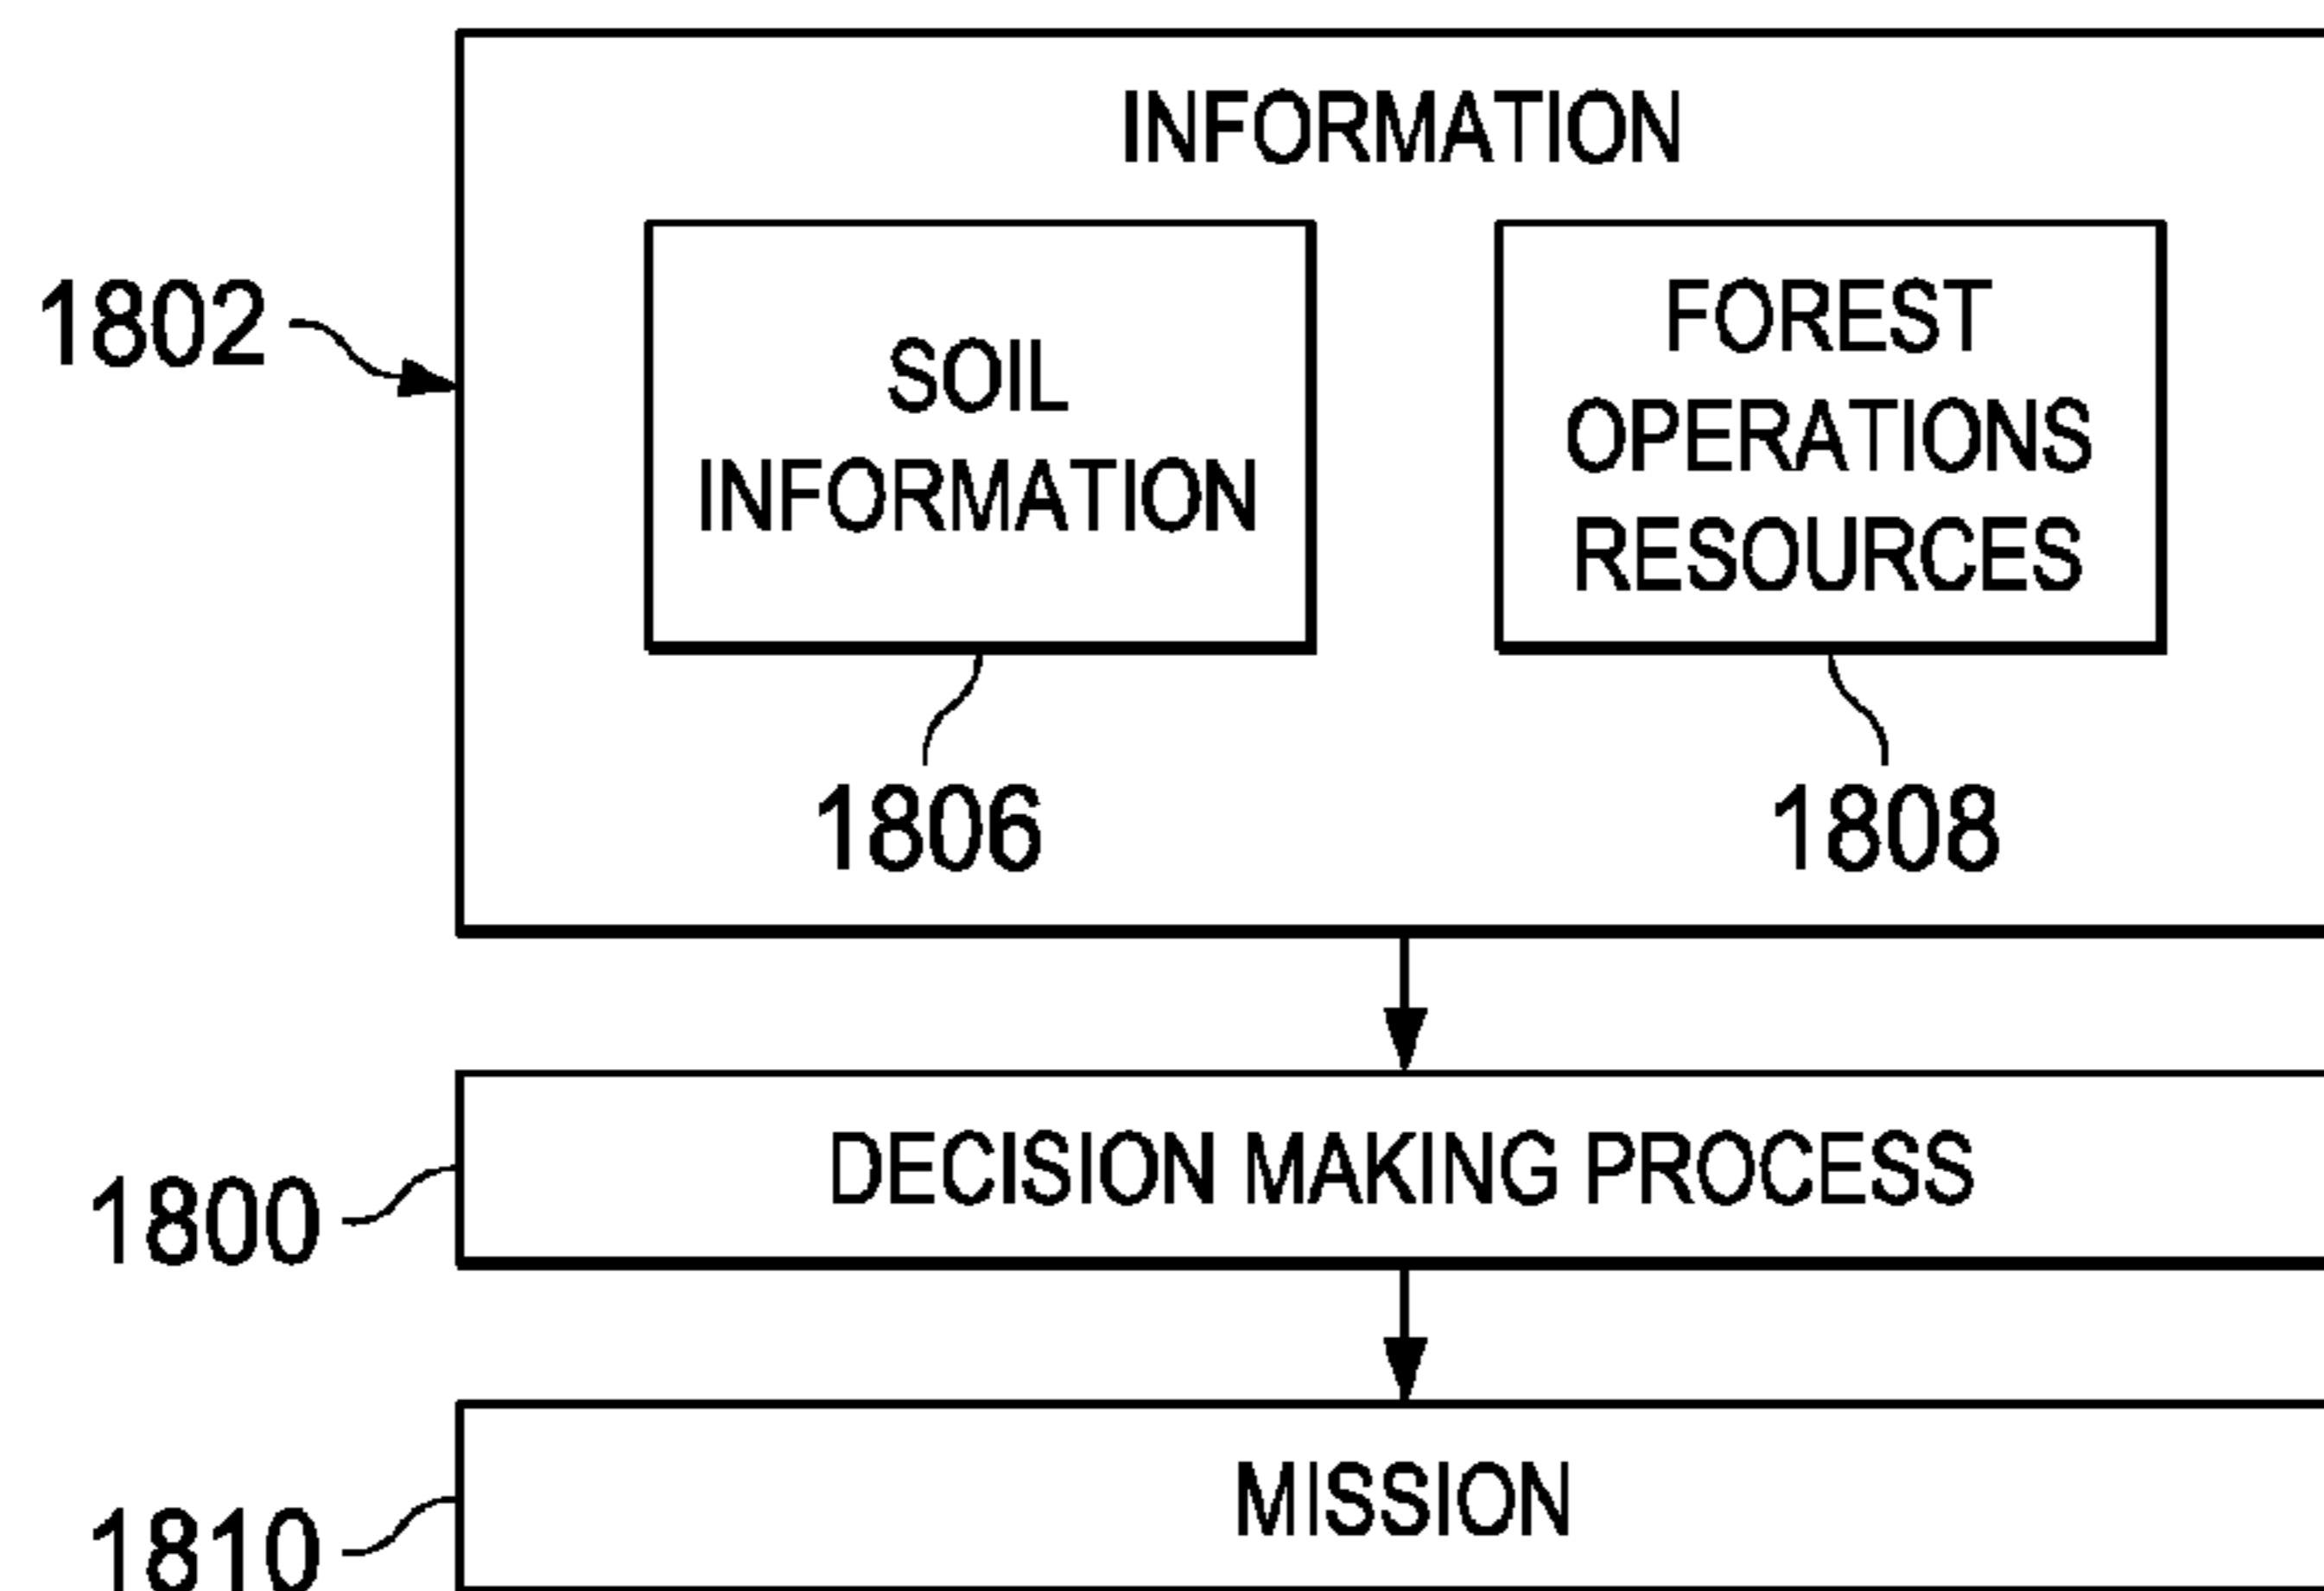 INFORMATION
1802
SOIL
INFORMATION
FOREST
OPERATIONS
RESOURCES
1806
1808
DECISION MAKING PROCESS
1800
MISSION
1810